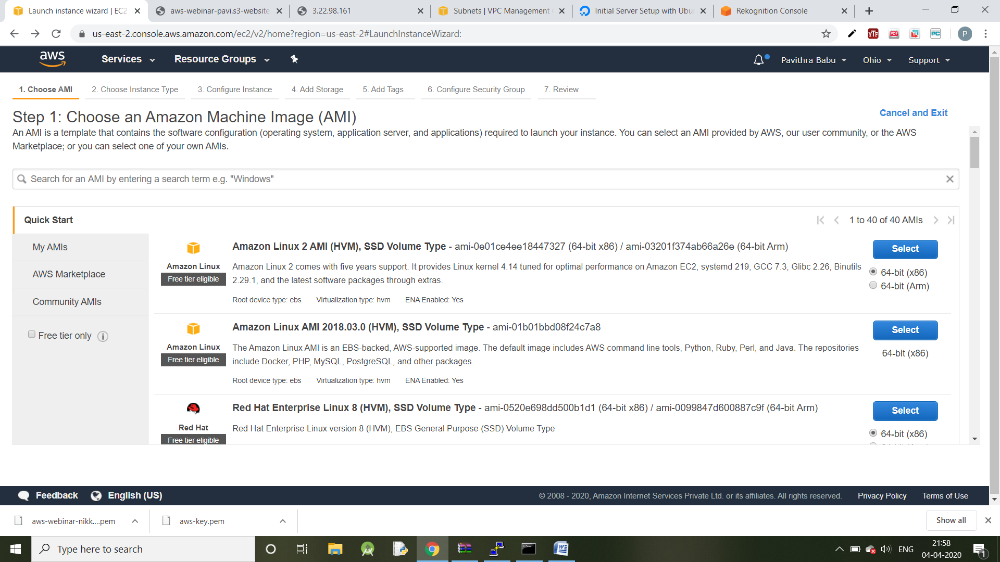 Launch instance wizard | EC2
aws-webinar-pavi.s3-website
3.22.98.161
Subnets | VPC Management
Initial Server Setup with Ubu
Rekognition Console
us-east-2.console.aws.amazon.com/ec2/v2/home?region=us-east-2#LaunchInstanceWizard:
YTF
PDF
PC
P
aws
Services
Resource Groups
Pavithra Babu
Ohio
Support
1. Choose AMI
2. Choose Instance Type
3. Configure Instance
4. Add Storage
5. Add Tags
6. Configure Security Group
7. Review
Step 1: Choose an Amazon Machine Image (AMI)
Cancel and Exit
An AMI is a template that contains the software configuration (operating system, application server, and applications) required to launch your instance. You can select an AMI provided by AWS, our user community, or the AWS
Marketplace; or you can select one of your own AMIs.
Search for an AMI by entering a search term e.g. "Windows"
Quick Start
1 to 40 of 40 AMIs
My AMIs
AWS Marketplace
Community AMIs
Free tier only
i
Amazon Linux
Free tier eligible
Amazon Linux 2 AMI (HVM), SSD Volume Type - ami-0e01ce4ee18447327 (64-bit x86) / ami-03201f374ab66a26e (64-bit Arm)
Amazon Linux 2 comes with five years support. It provides Linux kernel 4.14 tuned for optimal performance on Amazon EC2, systemd 219, GCC 7.3, Glibc 2.26, Binutils
2.29.1, and the latest software packages through extras.
Root device type: ebs
Virtualization type: hvm
ENA Enabled: Yes
Select
64-bit (x86)
64-bit (Arm)
Amazon Linux
Free tier eligible
Amazon Linux AMI 2018.03.0 (HVM), SSD Volume Type - ami-01b01bbd08f24c7a8
The Amazon Linux AMI is an EBS-backed, AWS-supported image. The default image includes AWS command line tools, Python, Ruby, Perl, and Java. The repositories
include Docker, PHP, MySQL, PostgreSQL, and other packages.
Root device type: ebs
Virtualization type: hvm
ENA Enabled: Yes
Select
64-bit (x86)
Red Hat
Free tier eligible
Red Hat Enterprise Linux 8 (HVM), SSD Volume Type - ami-0520e698dd500b1d1 (64-bit x86) / ami-0099847d600887c9f (64-bit Arm)
Red Hat Enterprise Linux version 8 (HVM), EBS General Purpose (SSD) Volume Type
Select
64-bit (x86)
Feedback
English (US)
© 2008 - 2020, Amazon Internet Services Private Ltd. or its affiliates. All rights reserved.
Privacy Policy
Terms of Use
aws-webinar-nikk....pem
aws-key.pem
Show all
Type here to search
ENG
21:58
04-04-2020
1